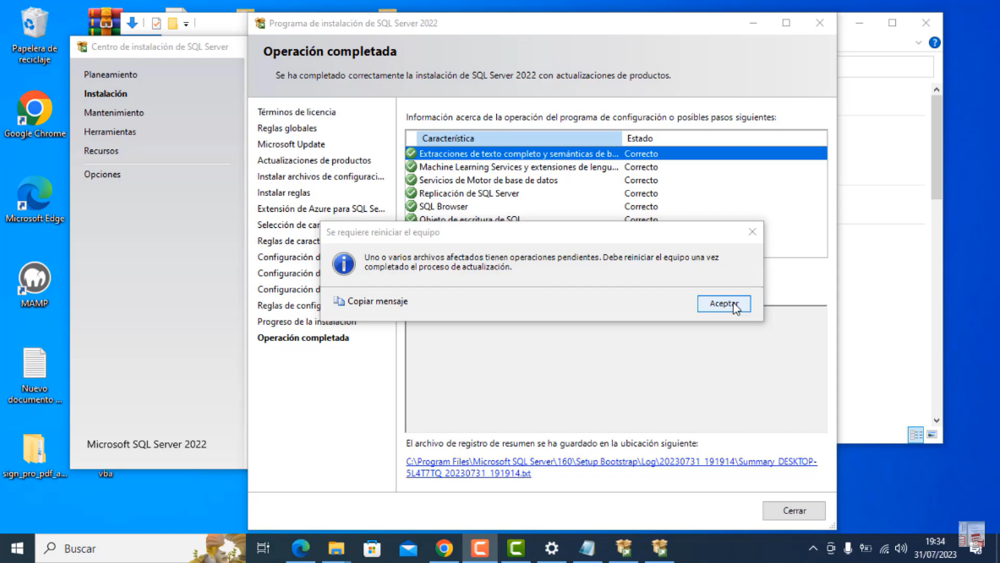 Papelera de
reciclaje
Google Chrome
Microsoft Edge
MAMP
Nuevo
documento ...
sign_pro_pdf_a...
vba
Centro de instalación de SQL Server
Planeamiento
Instalación
Mantenimiento
Herramientas
Recursos
Opciones
Microsoft SQL Server 2022
Programa de instalación de SQL Server 2022
Operación completada
Se ha completado correctamente la instalación de SQL Server 2022 con actualizaciones de productos.
Términos de licencia
Reglas globales
Microsoft Update
Actualizaciones de productos
Instalar archivos de configuraci...
Instalar reglas
Extensión de Azure para SQL Se...
Selección de car
Reglas de caract
Configuración d
Configuración d
Configuración d
Reglas de config
Progreso de la instalación
Operación completada
Información acerca de la operación del programa de configuración o posibles pasos siguientes:
Característica Estado
Extracciones de texto completo y semánticas de b... Correcto
Machine Learning Services y extensiones de lengu... Correcto
Servicios de Motor de base de datos Correcto
Replicación de SQL Server Correcto
SQL Browser Correcto
Objeto de escritura de SQL Correcto
Se requiere reiniciar el equipo
Uno o varios archivos afectados tienen operaciones pendientes. Debe reiniciar el equipo una vez
completado el proceso de actualización.
Copiar mensaje
Aceptar
El archivo de registro de resumen se ha guardado en la ubicación siguiente:
C:\Program Files\Microsoft SQL Server\160\Setup Bootstrap\Log\20230731_191914\Summary_DESKTOP-
5L4T7TQ_20230731_191914.txt
Cerrar
Buscar
19:34
31/07/2023